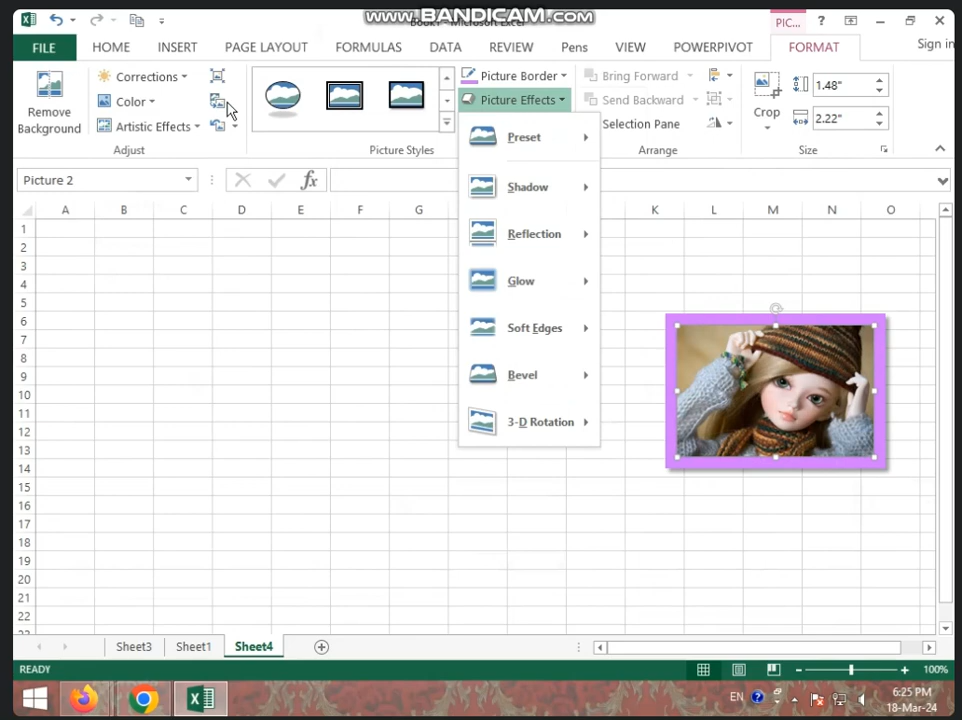 www.BANDICAM.com
PIC...
FILE HOME INSERT PAGE LAYOUT FORMULAS DATA REVIEW Pens VIEW POWERPIVOT FORMAT Sign in
Remove Background
Corrections
Color
Artistic Effects
Adjust
Picture Styles
Picture Border
Picture Effects
Bring Forward
Send Backward
Selection Pane
Arrange
Crop
1.48"
2.22"
Size
Preset
Shadow
Reflection
Glow
Soft Edges
Bevel
3-D Rotation
Picture 2
fx
A B C D E F G K L M N O
1
2
3
4
5
6
7
8
9
10
11
12
13
14
15
16
17
18
19
20
21
22
Sheet3 Sheet1 Sheet4
READY
100%
EN
6:25 PM
18-Mar-24